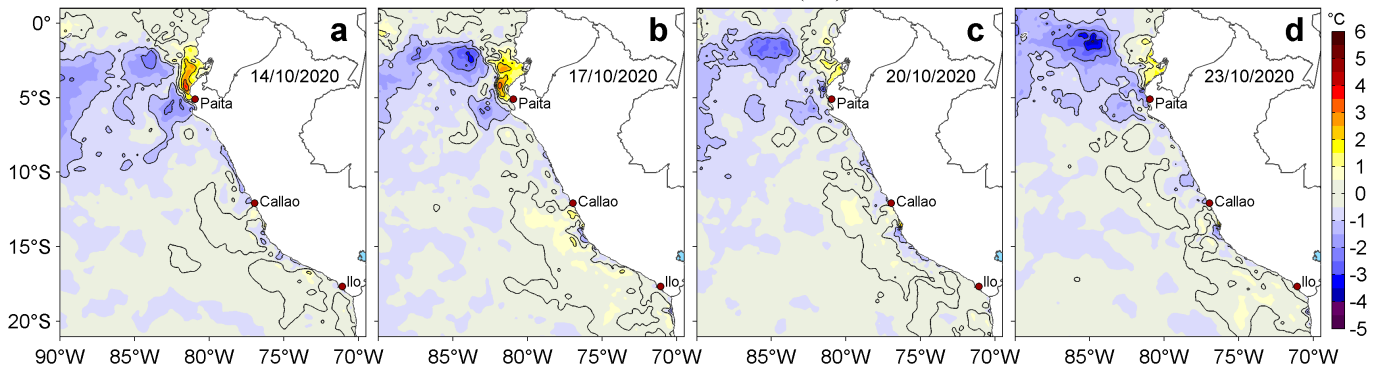 a
b
c
d
°C
0°
5°S
10°S
15°S
20°S
14/10/2020
17/10/2020
20/10/2020
23/10/2020
Paita
Paita
Paita
Paita
Callao
Callao
Callao
Callao
Ilo
Ilo
Ilo
Ilo
90°W
85°W
80°W
75°W
70°W
85°W
80°W
75°W
70°W
85°W
80°W
75°W
70°W
85°W
80°W
75°W
70°W
6
5
4
3
2
1
0
-1
-2
-3
-4
-5